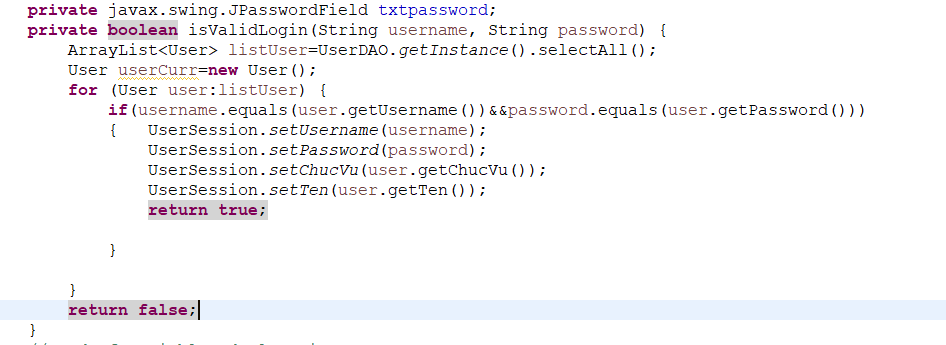 private javax.swing.JPasswordField txtpassword;
private boolean isValidLogin(String username, String password) {
ArrayList<User> listUser=UserDAO.getInstance().selectAll();
User userCurr=new User();
for (User user:listUser) {
if(username.equals(user.getUsername())&&password.equals(user.getPassword()))
{ UserSession.setUsername(username);
UserSession.setPassword(password);
UserSession.setChucVu(user.getChucVu());
UserSession.setTen(user.getTen());
return true;
}
}
return false;
}